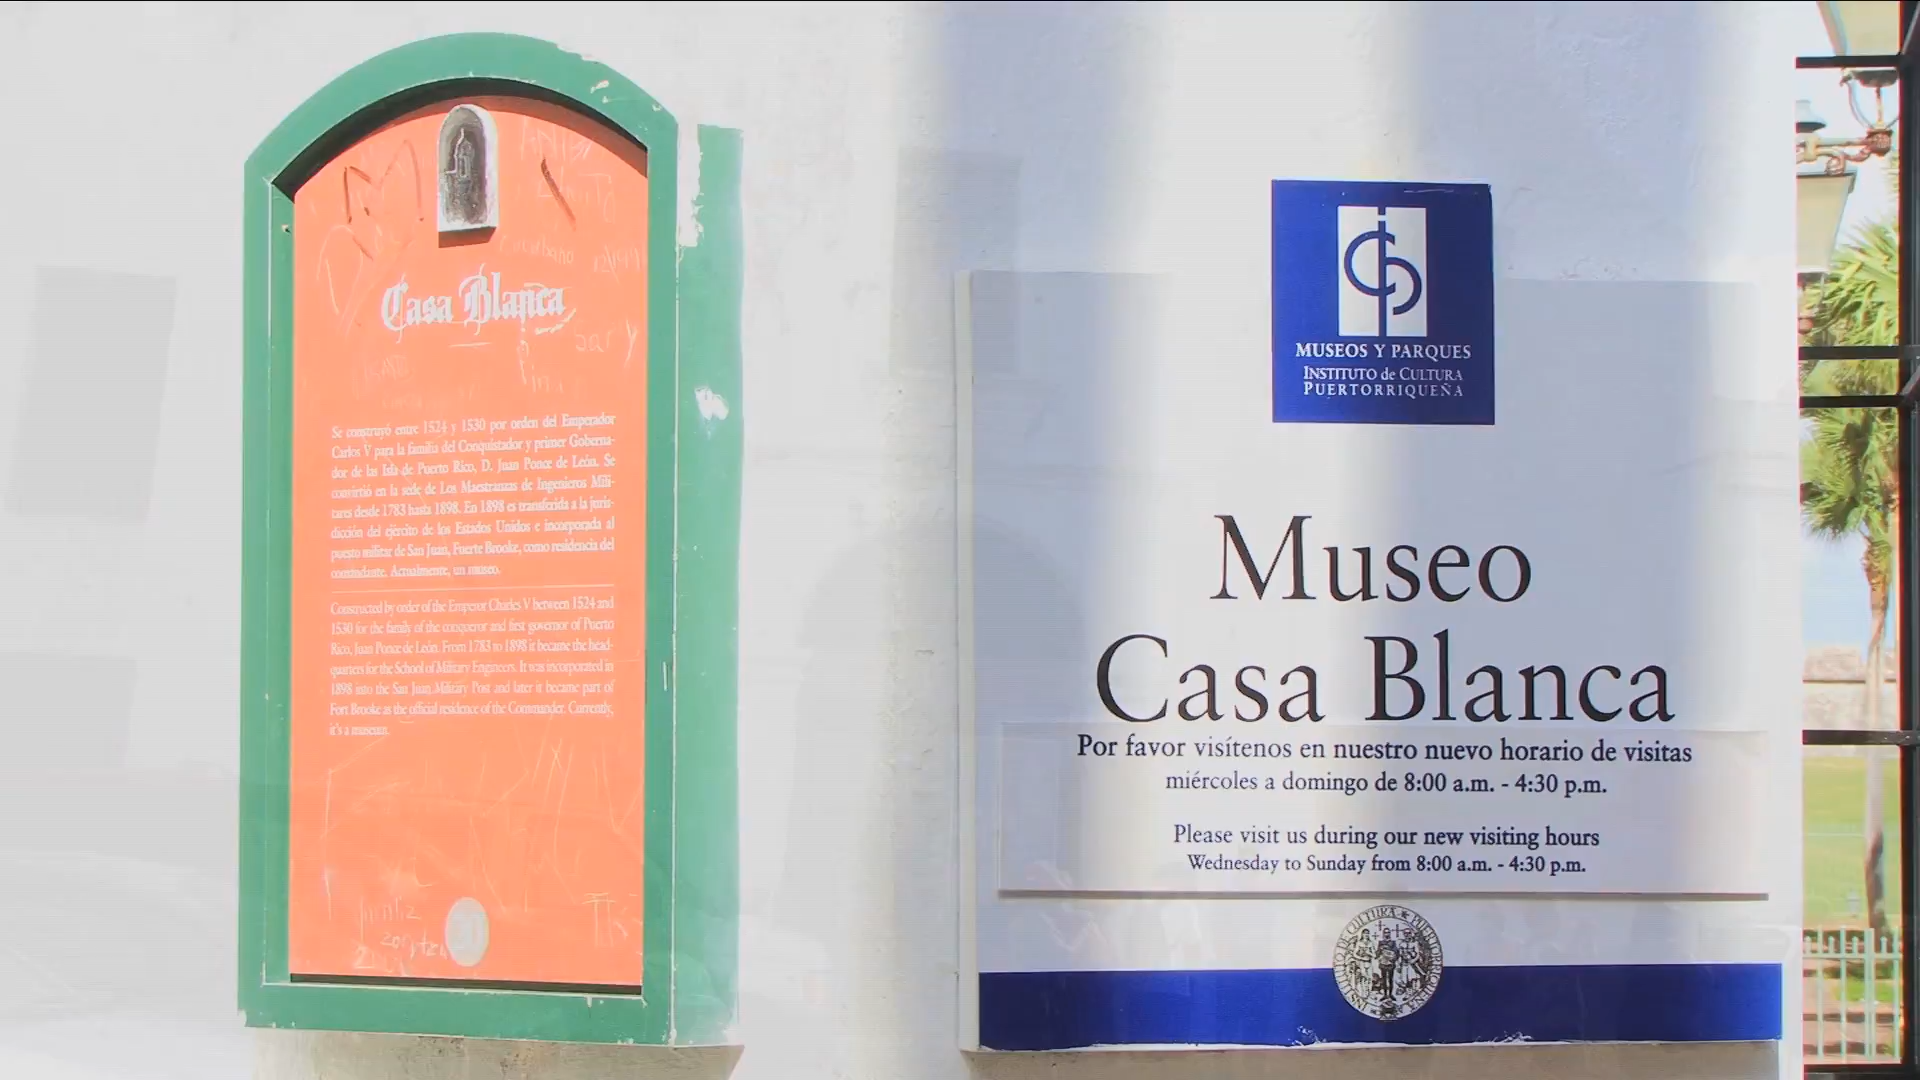 Casa Blanca
Se construyó entre 1524 y 1530 por orden del Emperador
Carlos V para la familia del Conquistador y primer Goberna-
dor de las Isla de Puerto Rico, D. Juan Ponce de León. Se
convirtió en la sede de Los Maestranzas de Ingenieros Mili-
tares desde 1783 hasta 1898. En 1898 es transferida a la juris-
dicción del ejército de los Estados Unidos e incorporada al
puesto militar de San Juan, Fuerte Brooke, como residencia del
comandante. Actualmente, un museo.
Constructed by order of the Emperor Charles V between 1524 and
1530 for the family of the conqueror and first governor of Puerto
Rico, Juan Ponce de León. From 1783 to 1898 it became the head-
quarters for the School of Military Engineers. It was incorporated in
1898 into the San Juan Military Post and later it became part of
Fort Brooke as the official residence of the Commander. Currently,
it's a museum.
MUSEOS Y PARQUES
INSTITUTO de CULTURA
PUERTORRIQUEÑA
Museo
Casa Blanca
Por favor visítenos en nuestro nuevo horario de visitas
miércoles a domingo de 8:00 a.m. - 4:30 p.m.
Please visit us during our new visiting hours
Wednesday to Sunday from 8:00 a.m. - 4:30 p.m.
INSTITUTO DE CULTURA PUERTORRIQUEÑA